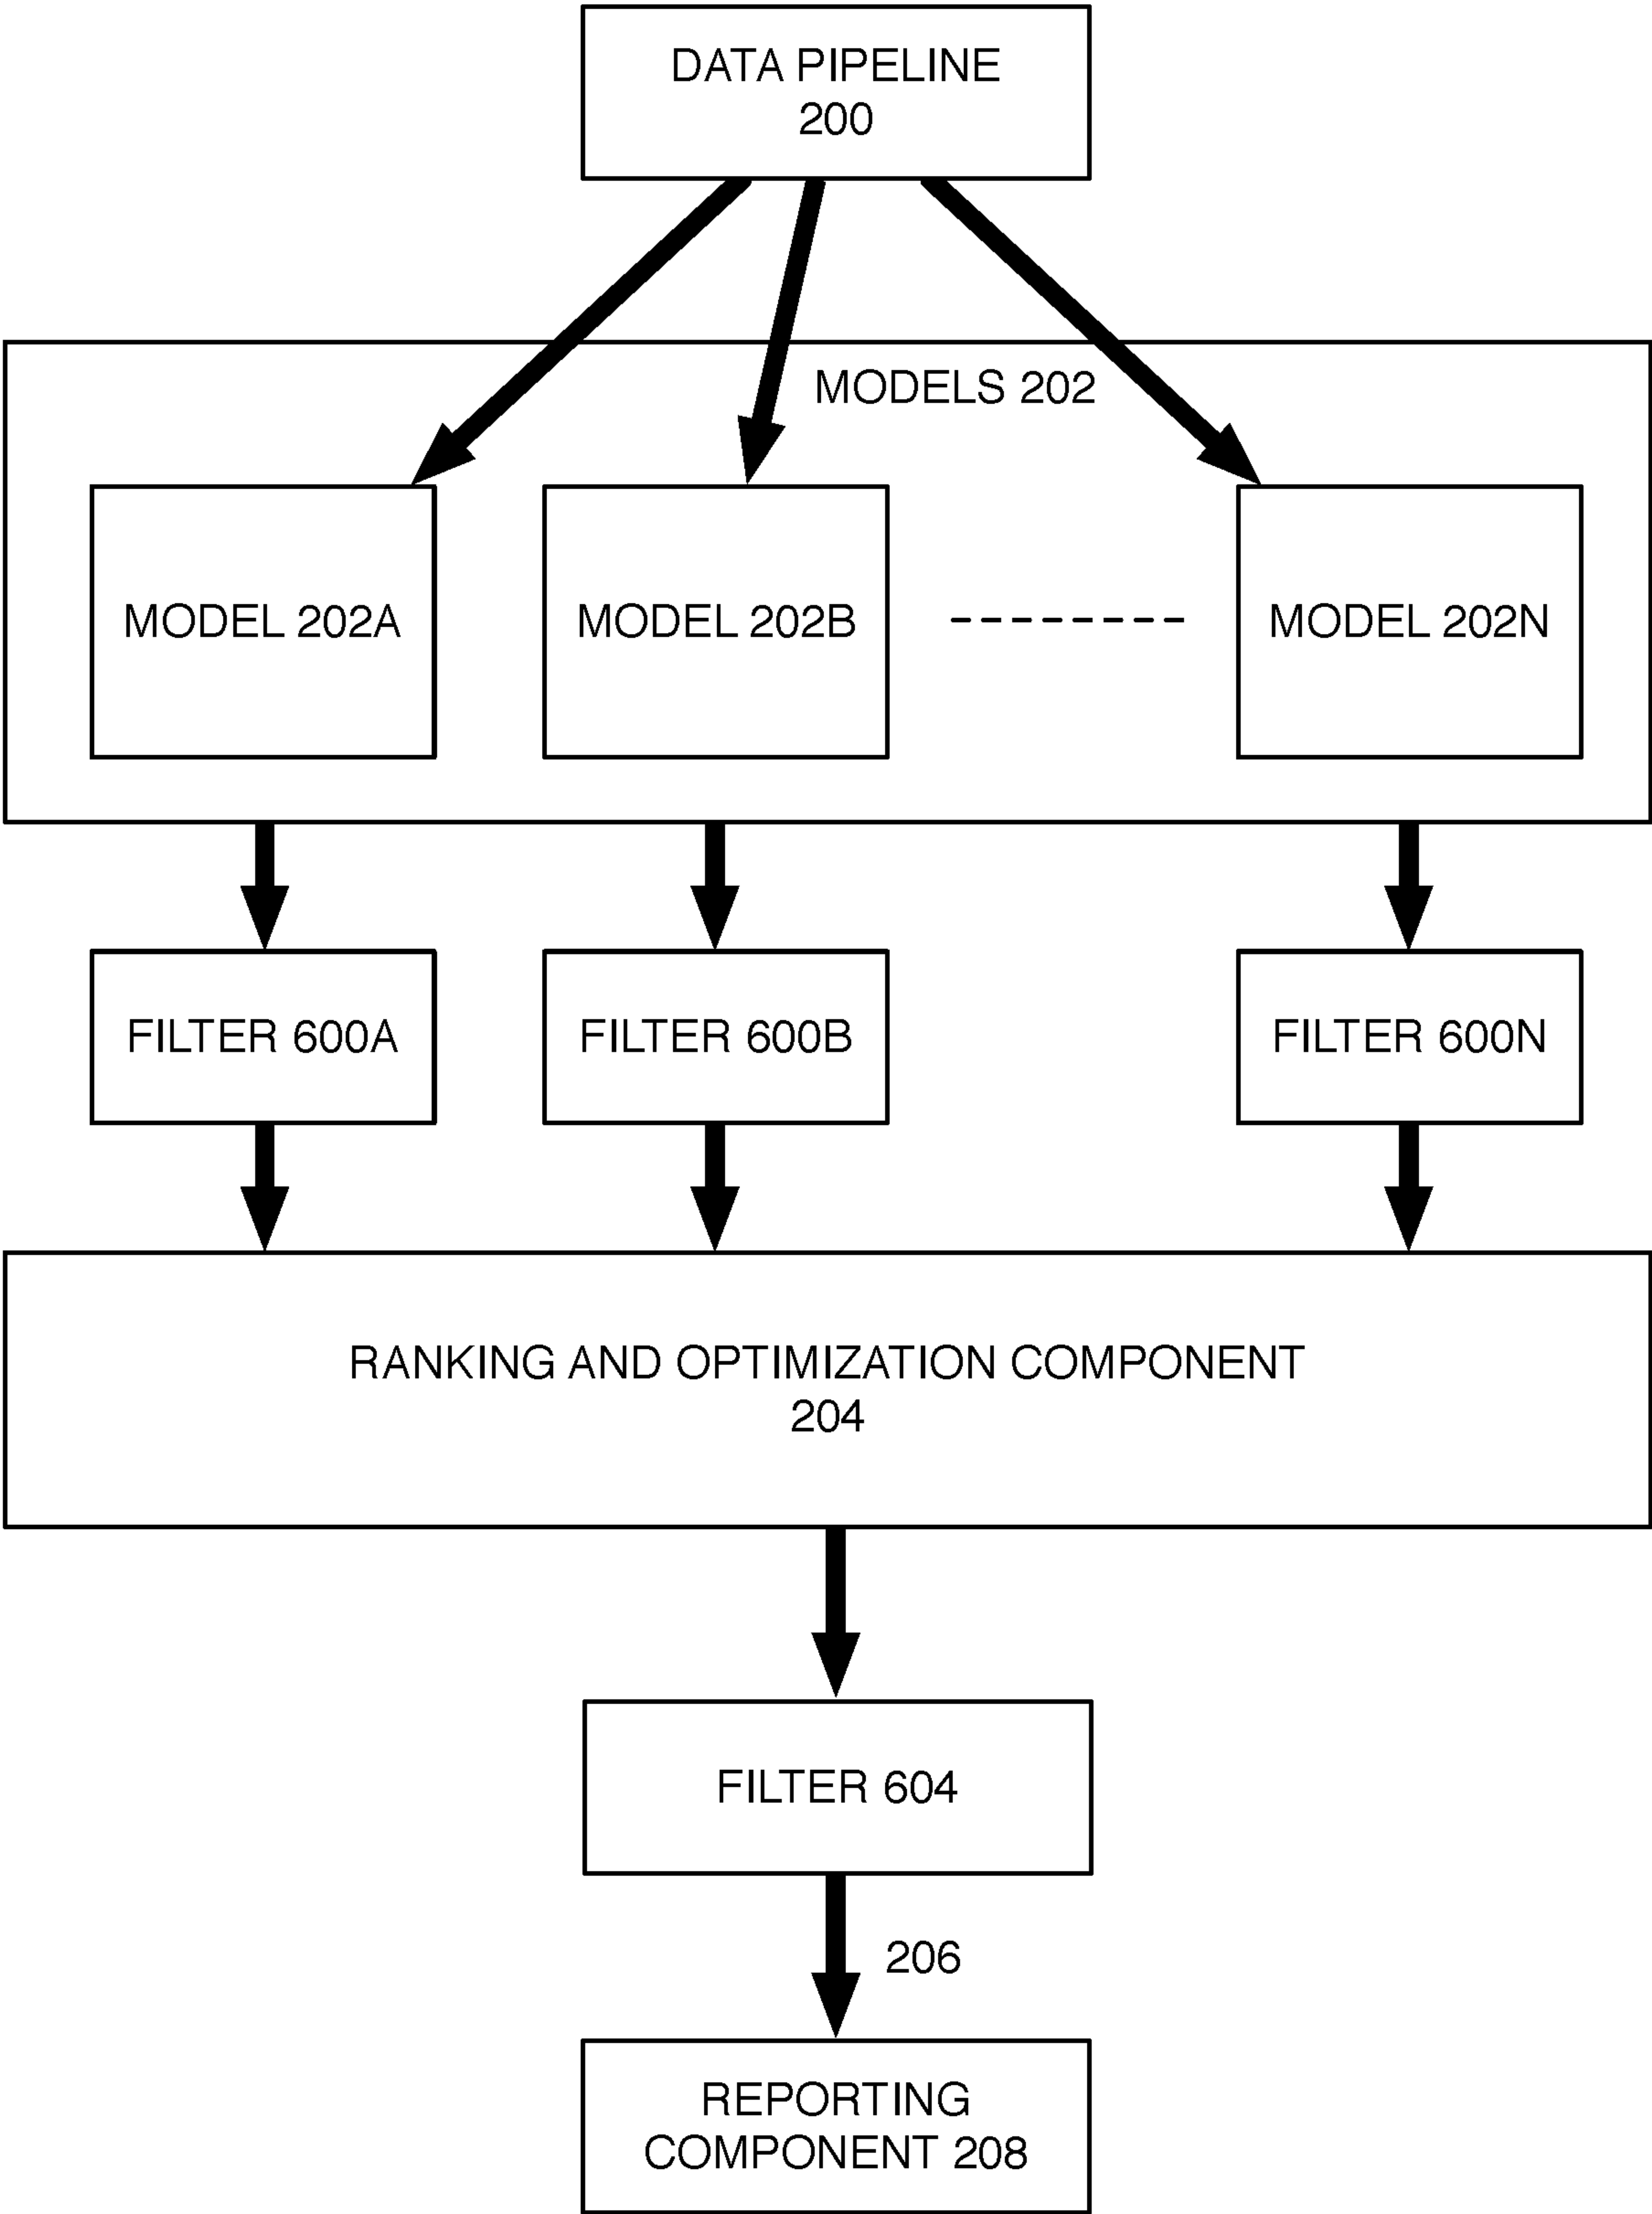 DATA PIPELINE
200
MODELS 202
MODEL 202A
MODEL 202B
MODEL 202N
FILTER 600A
FILTER 600B
FILTER 600N
RANKING AND OPTIMIZATION COMPONENT
204
FILTER 604
206
REPORTING
COMPONENT 208